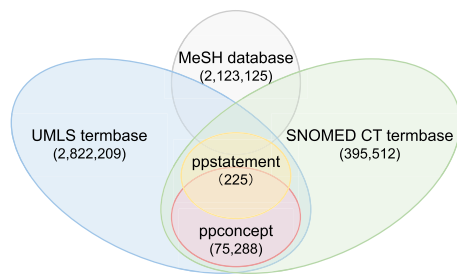 MeSH database
(2,123,125)
UMLS termbase
(2,822,209)
SNOMED CT termbase
(395,512)
ppstatement
（225）
ppconcept
(75,288)